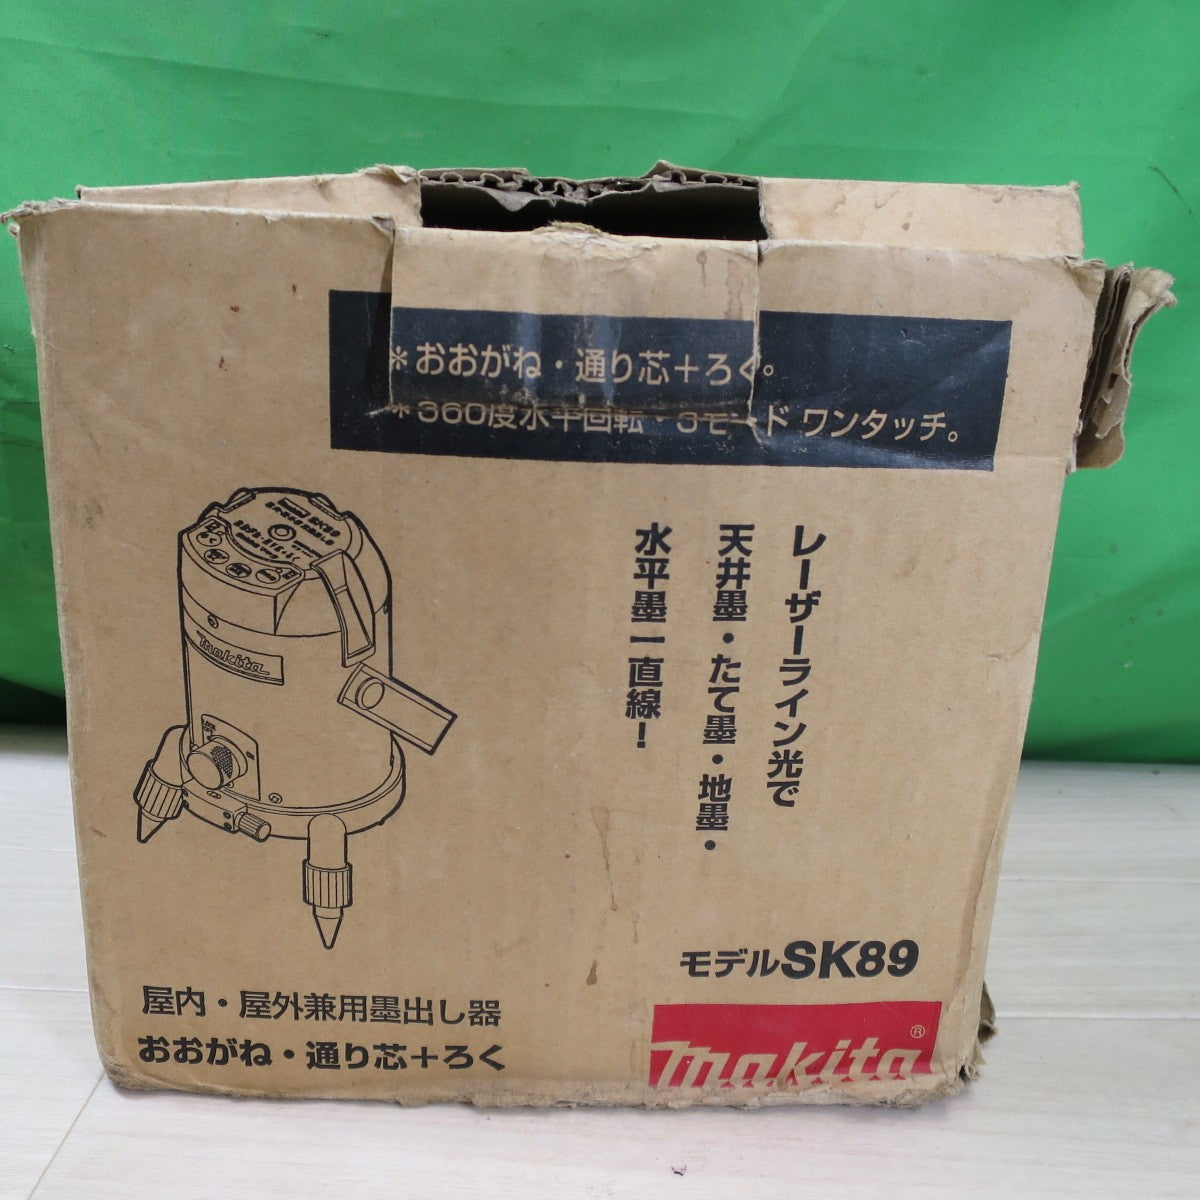 *おおがね・通り芯＋ろく。
*360度水平回転・3モード ワンタッチ。
レーザーライン光で
天井墨・たて墨・地墨・
水平墨一直線！
makita
モデルSK89
屋内・屋外兼用墨出し器
おおがね・通り芯＋ろく
makita®